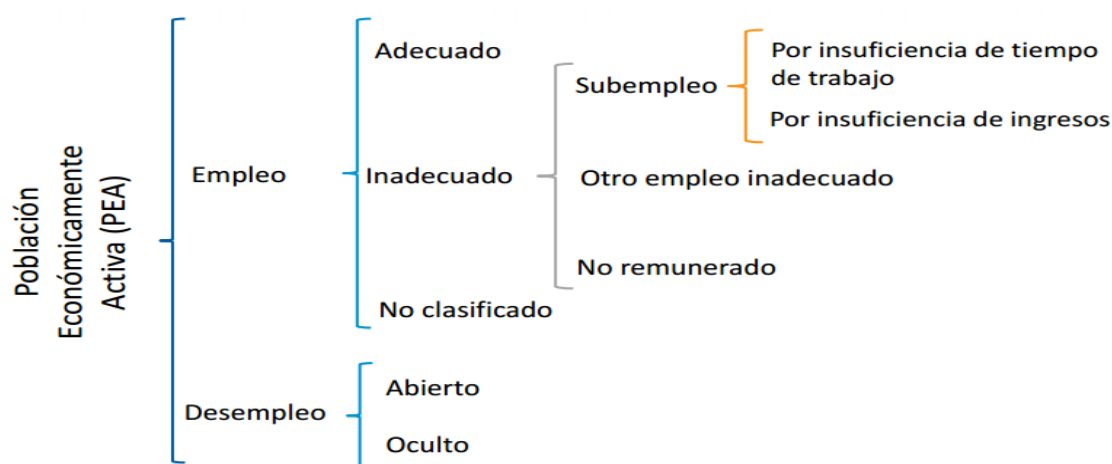 Población
Económicamente
Activa (PEA)
Empleo
Adecuado
Inadecuado
Subempleo
Por insuficiencia de tiempo
de trabajo
Por insuficiencia de ingresos
Otro empleo inadecuado
No remunerado
No clasificado
Desempleo
Abierto
Oculto